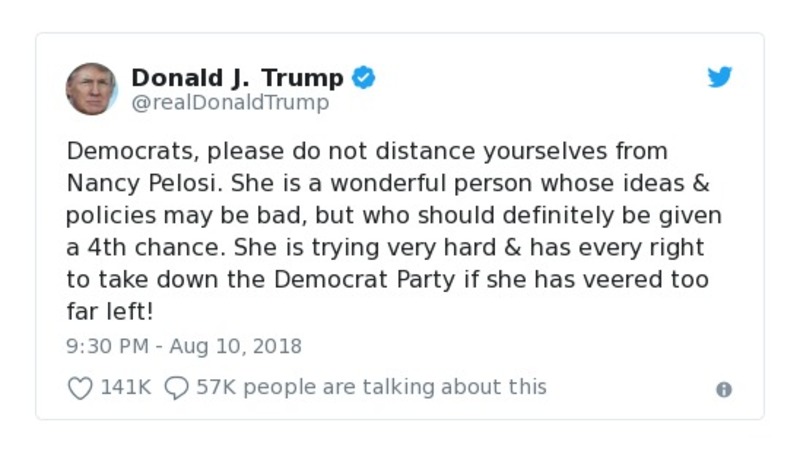 Donald J. Trump
@realDonaldTrump
Democrats, please do not distance yourselves from
Nancy Pelosi. She is a wonderful person whose ideas &
policies may be bad, but who should definitely be given
a 4th chance. She is trying very hard & has every right
to take down the Democrat Party if she has veered too
far left!
9:30 PM - Aug 10, 2018
141K 57K people are talking about this